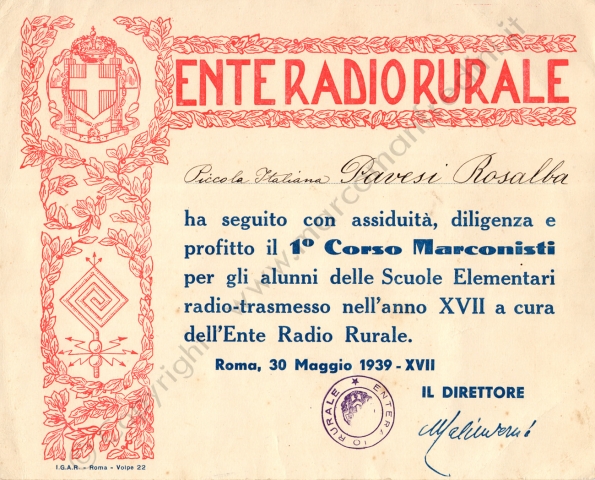 ENTE RADIORURALE
Piccola Italiana Pavesi Rosalba
ha seguito con assiduità, diligenza e
profitto il 1° Corso Marconisti
per gli alunni delle Scuole Elementari
radio-trasmesso nell'anno XVII a cura
dell'Ente Radio Rurale.
Roma, 30 Maggio 1939 - XVII
IL DIRETTORE
ENTE RADIO RURALE
I.G.A.R. - Roma - Volpe 22